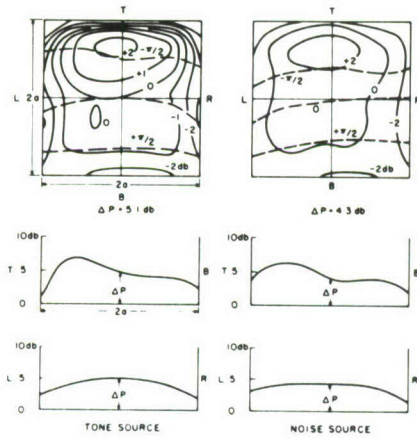 T T
+2 -π/2 +2
-π/2
+1
0 0
L 2a R L R
0 -1 0 -2
-2
+π/2 +π/2
-2db -2db
2a B
B
ΔP = 5.1 db ΔP = 4.3 db
10db 10db
T 5 B T 5 B
ΔP ΔP
0 0
2a
10db 10db
L 5 R L 5 R
ΔP ΔP
0 0
TONE SOURCE NOISE SOURCE